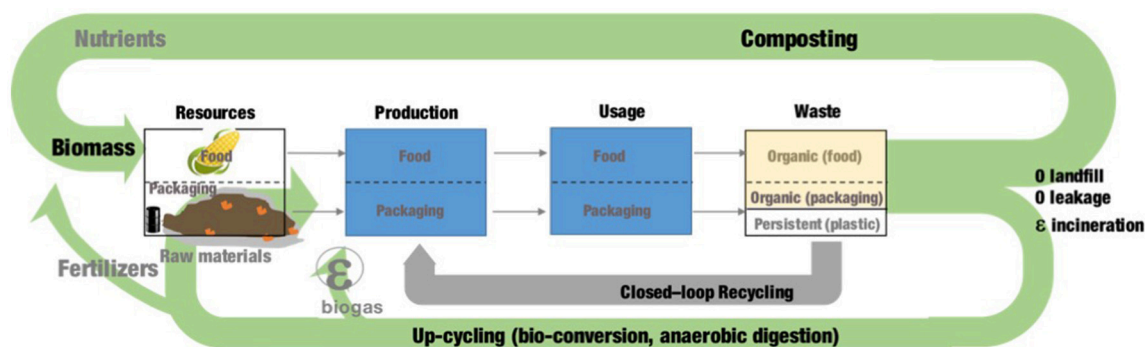 Nutrients
Composting
Resources
Production
Usage
Waste
Biomass
Food
Food
Food
Organic (food)
Packaging
Packaging
Packaging
Organic (packaging)
Persistent (plastic)
0 landfill
0 leakage
ε incineration
Raw materials
Fertilizers
ε
biogas
Closed–loop Recycling
Up-cycling (bio-conversion, anaerobic digestion)